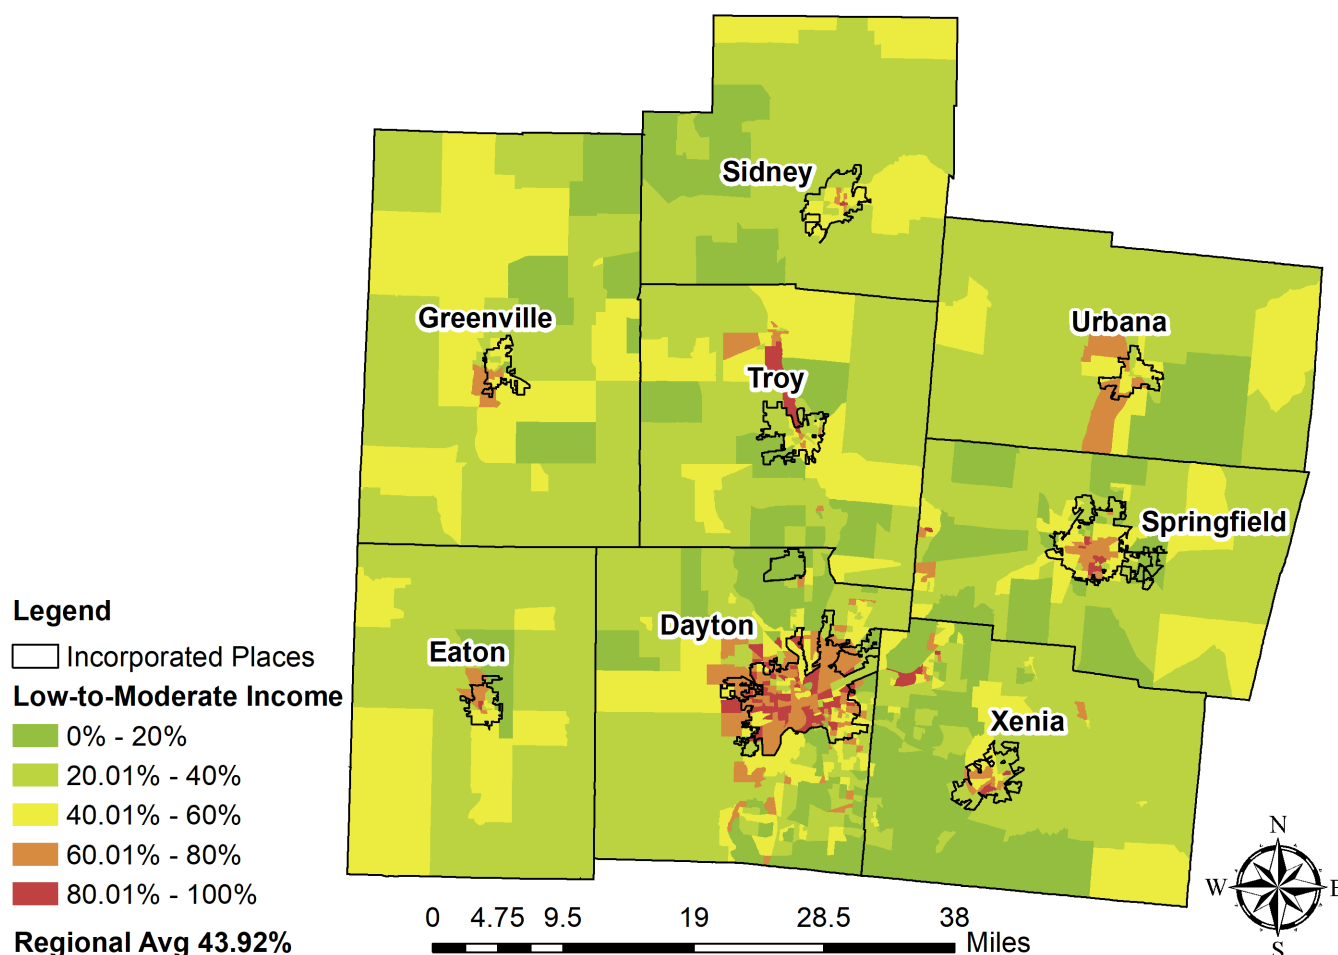 Sidney
Greenville
Urbana
Troy
Springfield
Dayton
Eaton
Xenia
Legend
Incorporated Places
Low-to-Moderate Income
0% - 20%
20.01% - 40%
40.01% - 60%
60.01% - 80%
80.01% - 100%
Regional Avg 43.92%
0 4.75 9.5 19 28.5 38
Miles
N
W E
S